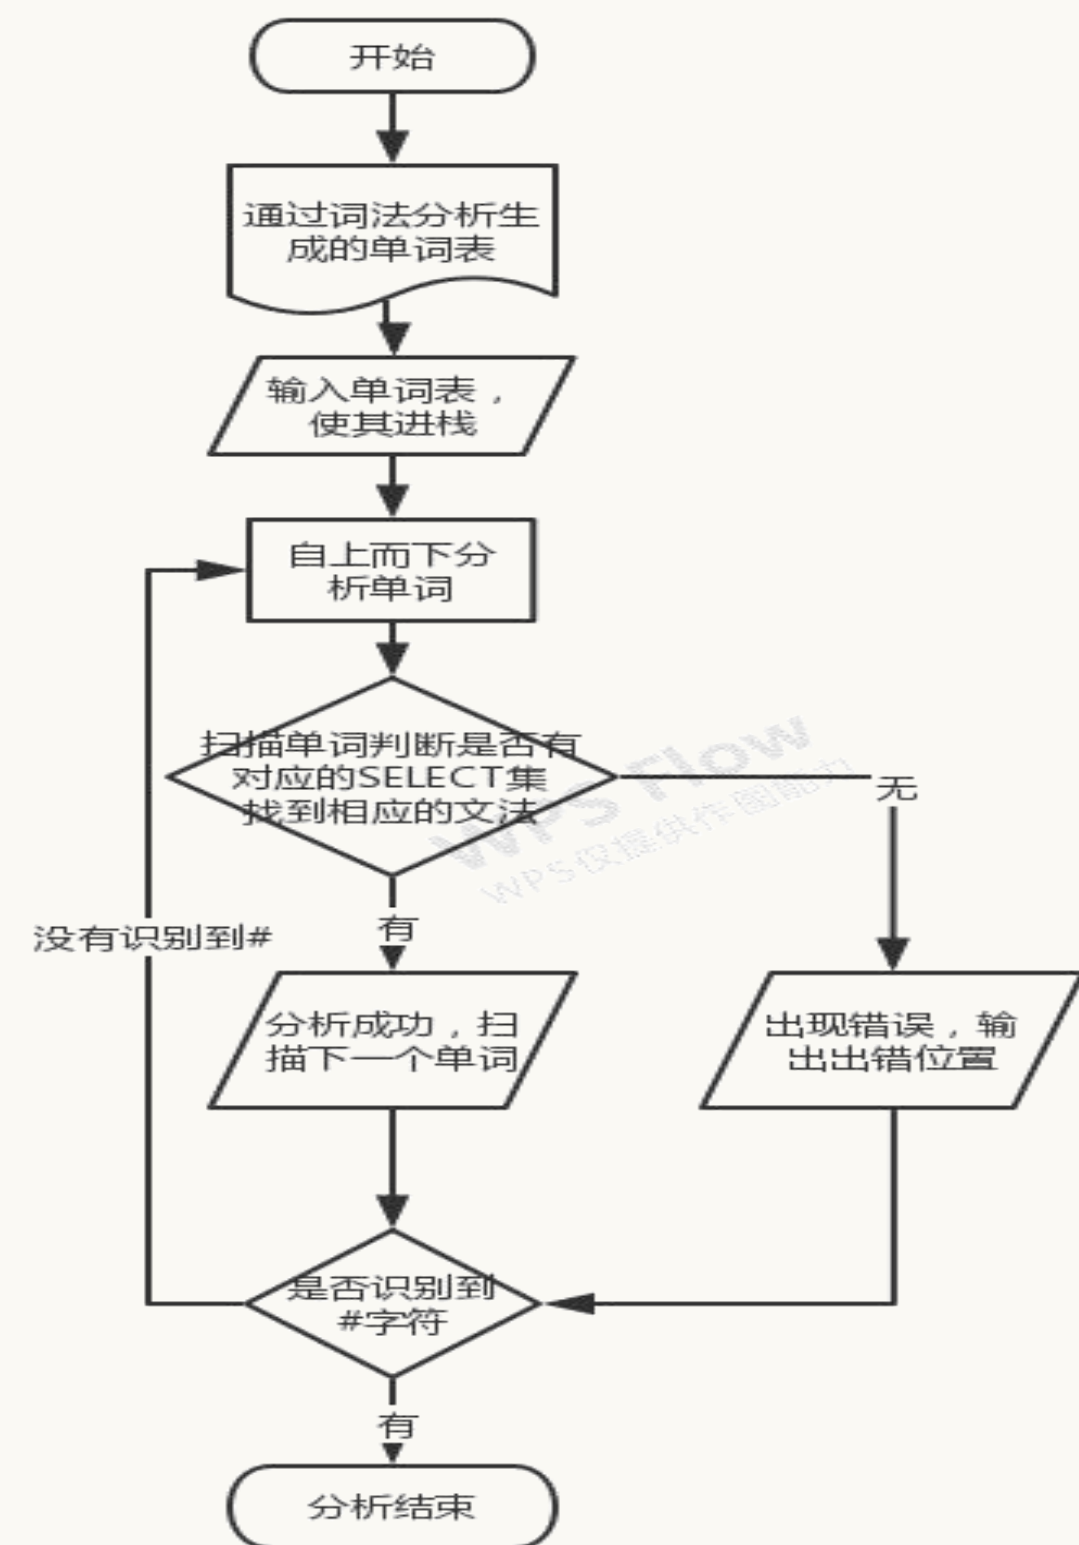 开始
通过词法分析生
成的单词表
输入单词表，
使其进栈
自上而下分
析单词
扫描单词判断是否有
对应的SELECT集
找到相应的文法
WPS Flow
WPS仅提供作图能力
无
有
没有识别到#
分析成功，扫
描下一个单词
出现错误，输
出出错位置
是否识别到
#字符
有
分析结束